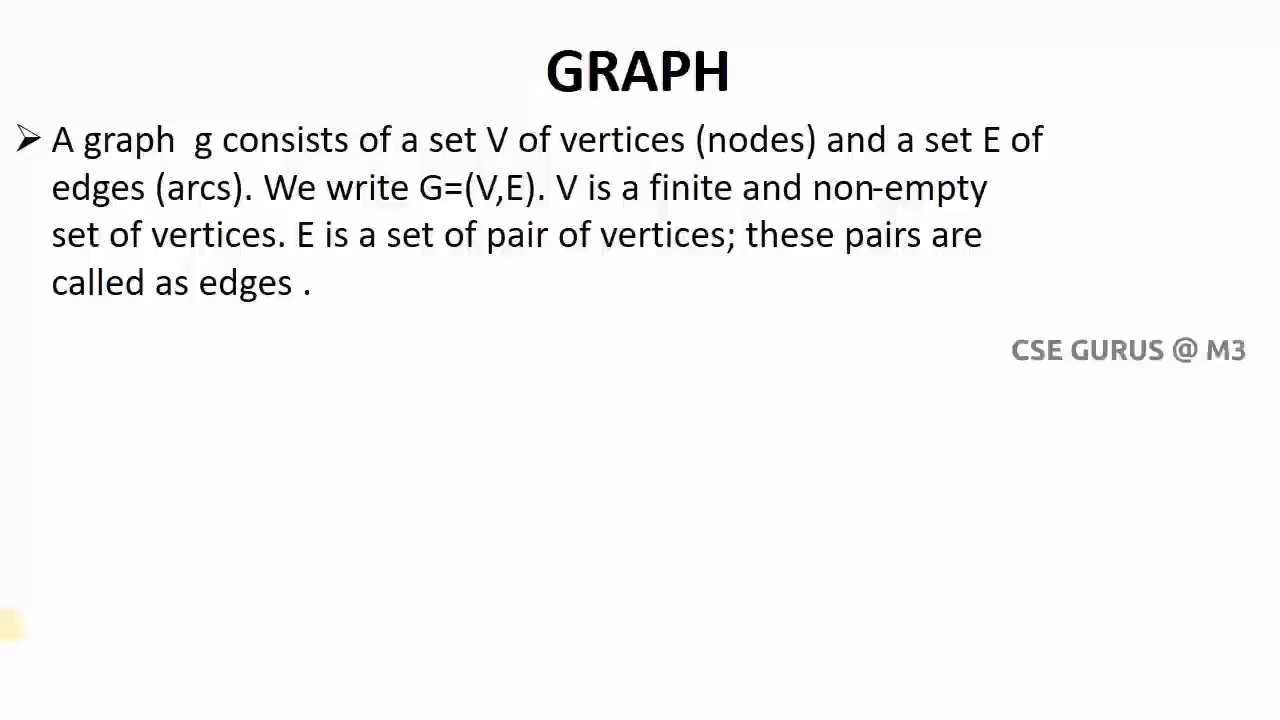 GRAPH
➢ A graph g consists of a set V of vertices (nodes) and a set E of
edges (arcs). We write G=(V,E). V is a finite and non-empty
set of vertices. E is a set of pair of vertices; these pairs are
called as edges .
CSE GURUS @ M3